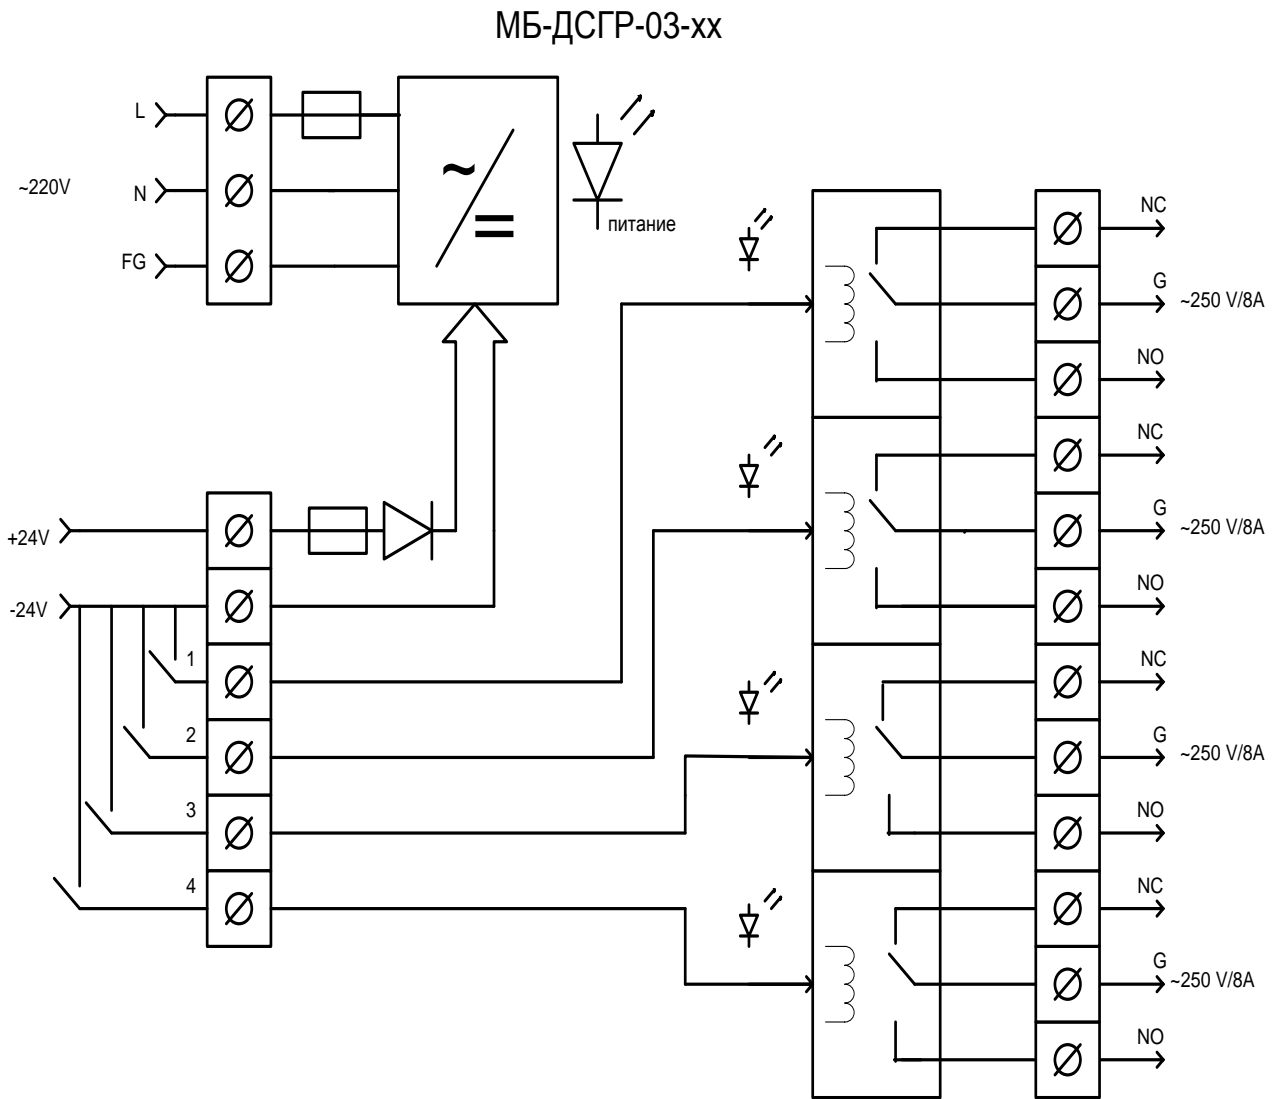 МБ-ДСГР-03-хх
L
~220V
N
FG
питание
+24V
-24V
1
2
3
4
NC
G
~250 V/8A
NO
NC
G
~250 V/8A
NO
NC
G
~250 V/8A
NO
NC
G
~250 V/8A
NO